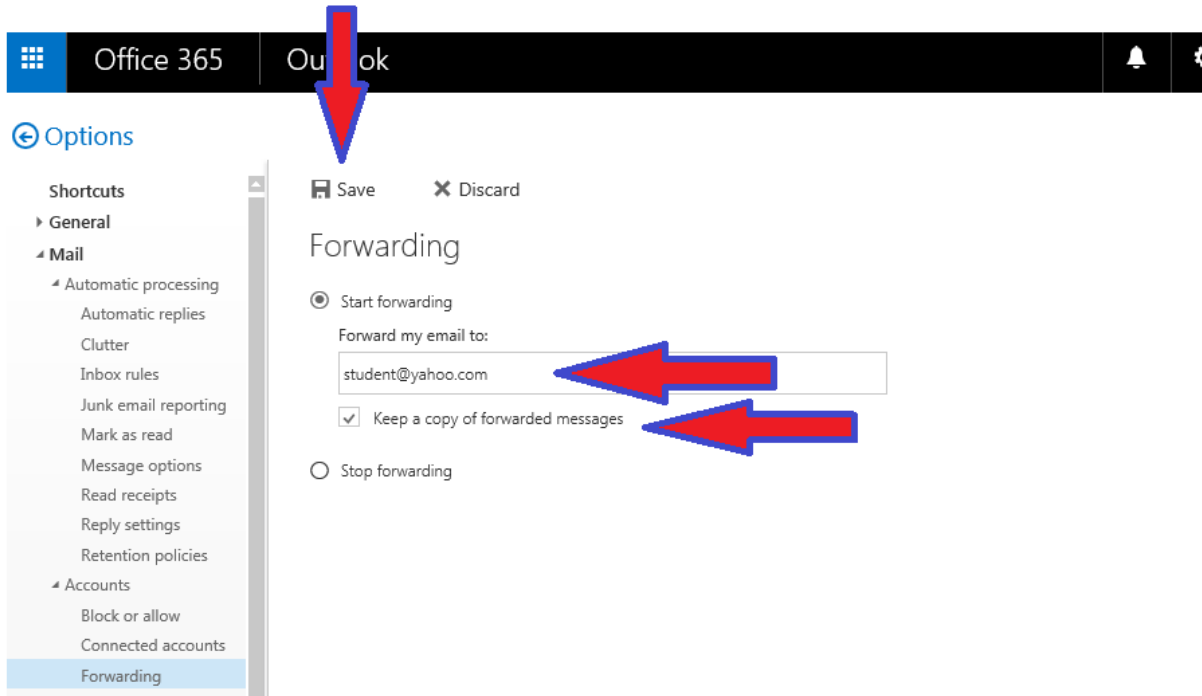 Office 365
Outlook
Options
Shortcuts
General
Mail
Automatic processing
Automatic replies
Clutter
Inbox rules
Junk email reporting
Mark as read
Message options
Read receipts
Reply settings
Retention policies
Accounts
Block or allow
Connected accounts
Forwarding
Save Discard
Forwarding
Start forwarding
Forward my email to:
student@yahoo.com
Keep a copy of forwarded messages
Stop forwarding